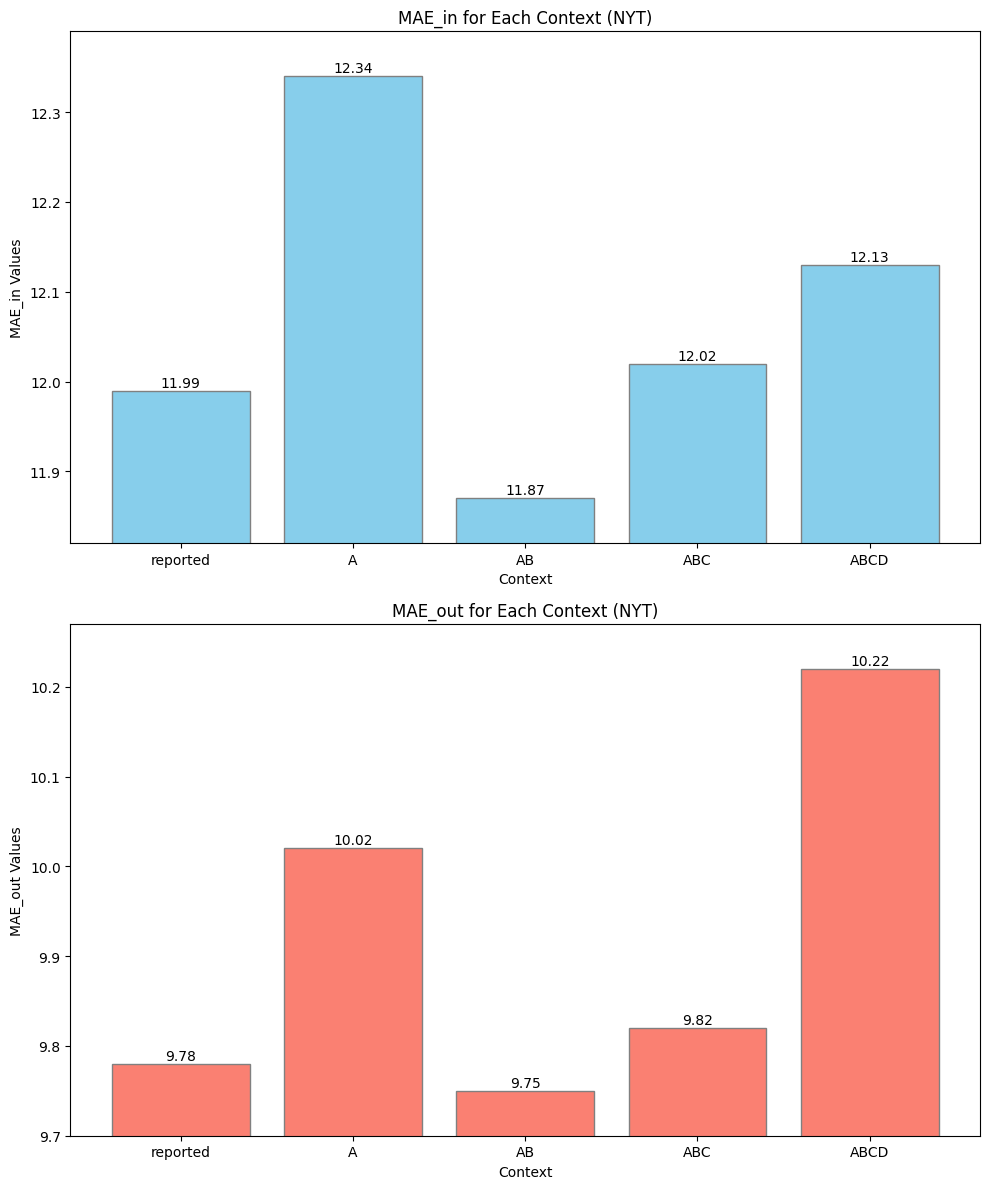 MAE_in for Each Context (NYT)
12.34
12.3
12.2
12.13
12.1
MAE_in Values
12.02
12.0
11.99
11.9
11.87
reported A AB ABC ABCD
Context
MAE_out for Each Context (NYT)
10.22
10.2
10.1
10.02
10.0
MAE_out Values
9.9
9.82
9.8
9.78
9.75
9.7
reported A AB ABC ABCD
Context